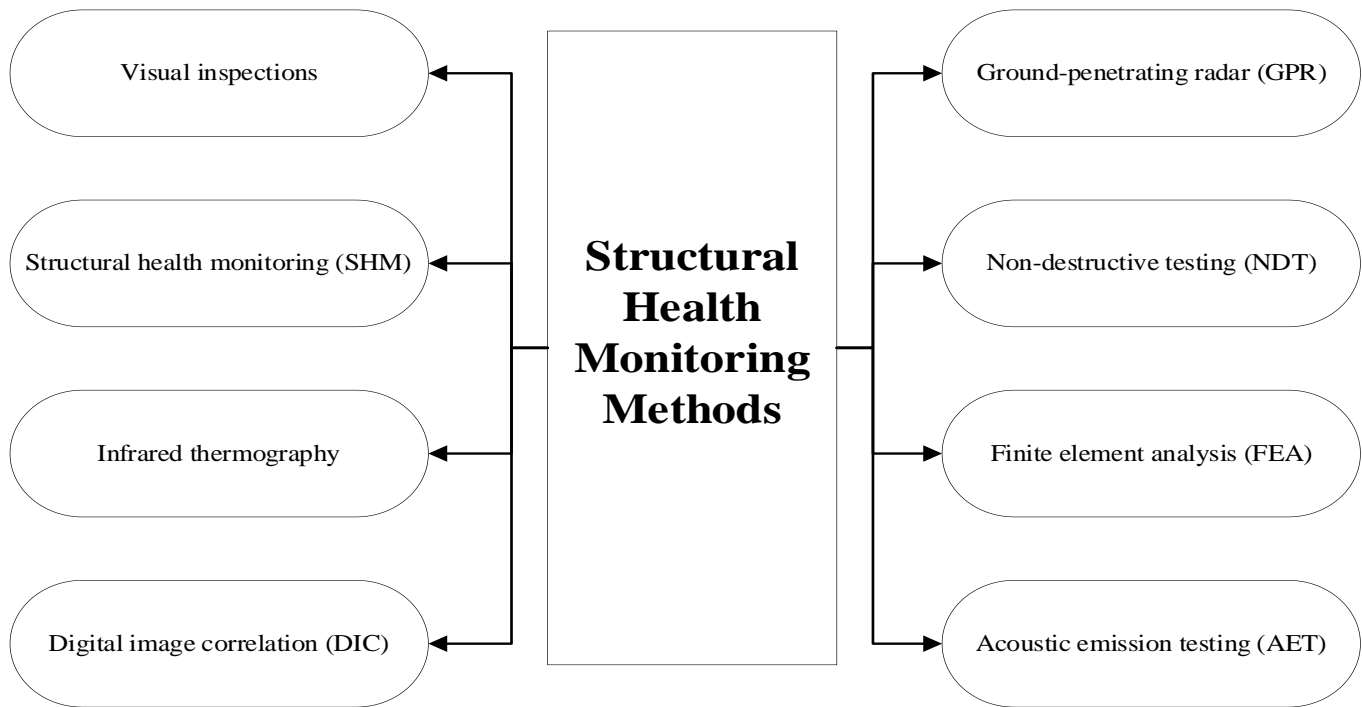 Visual inspections
Structural health monitoring (SHM)
Infrared thermography
Digital image correlation (DIC)
Structural
Health
Monitoring
Methods
Ground-penetrating radar (GPR)
Non-destructive testing (NDT)
Finite element analysis (FEA)
Acoustic emission testing (AET)